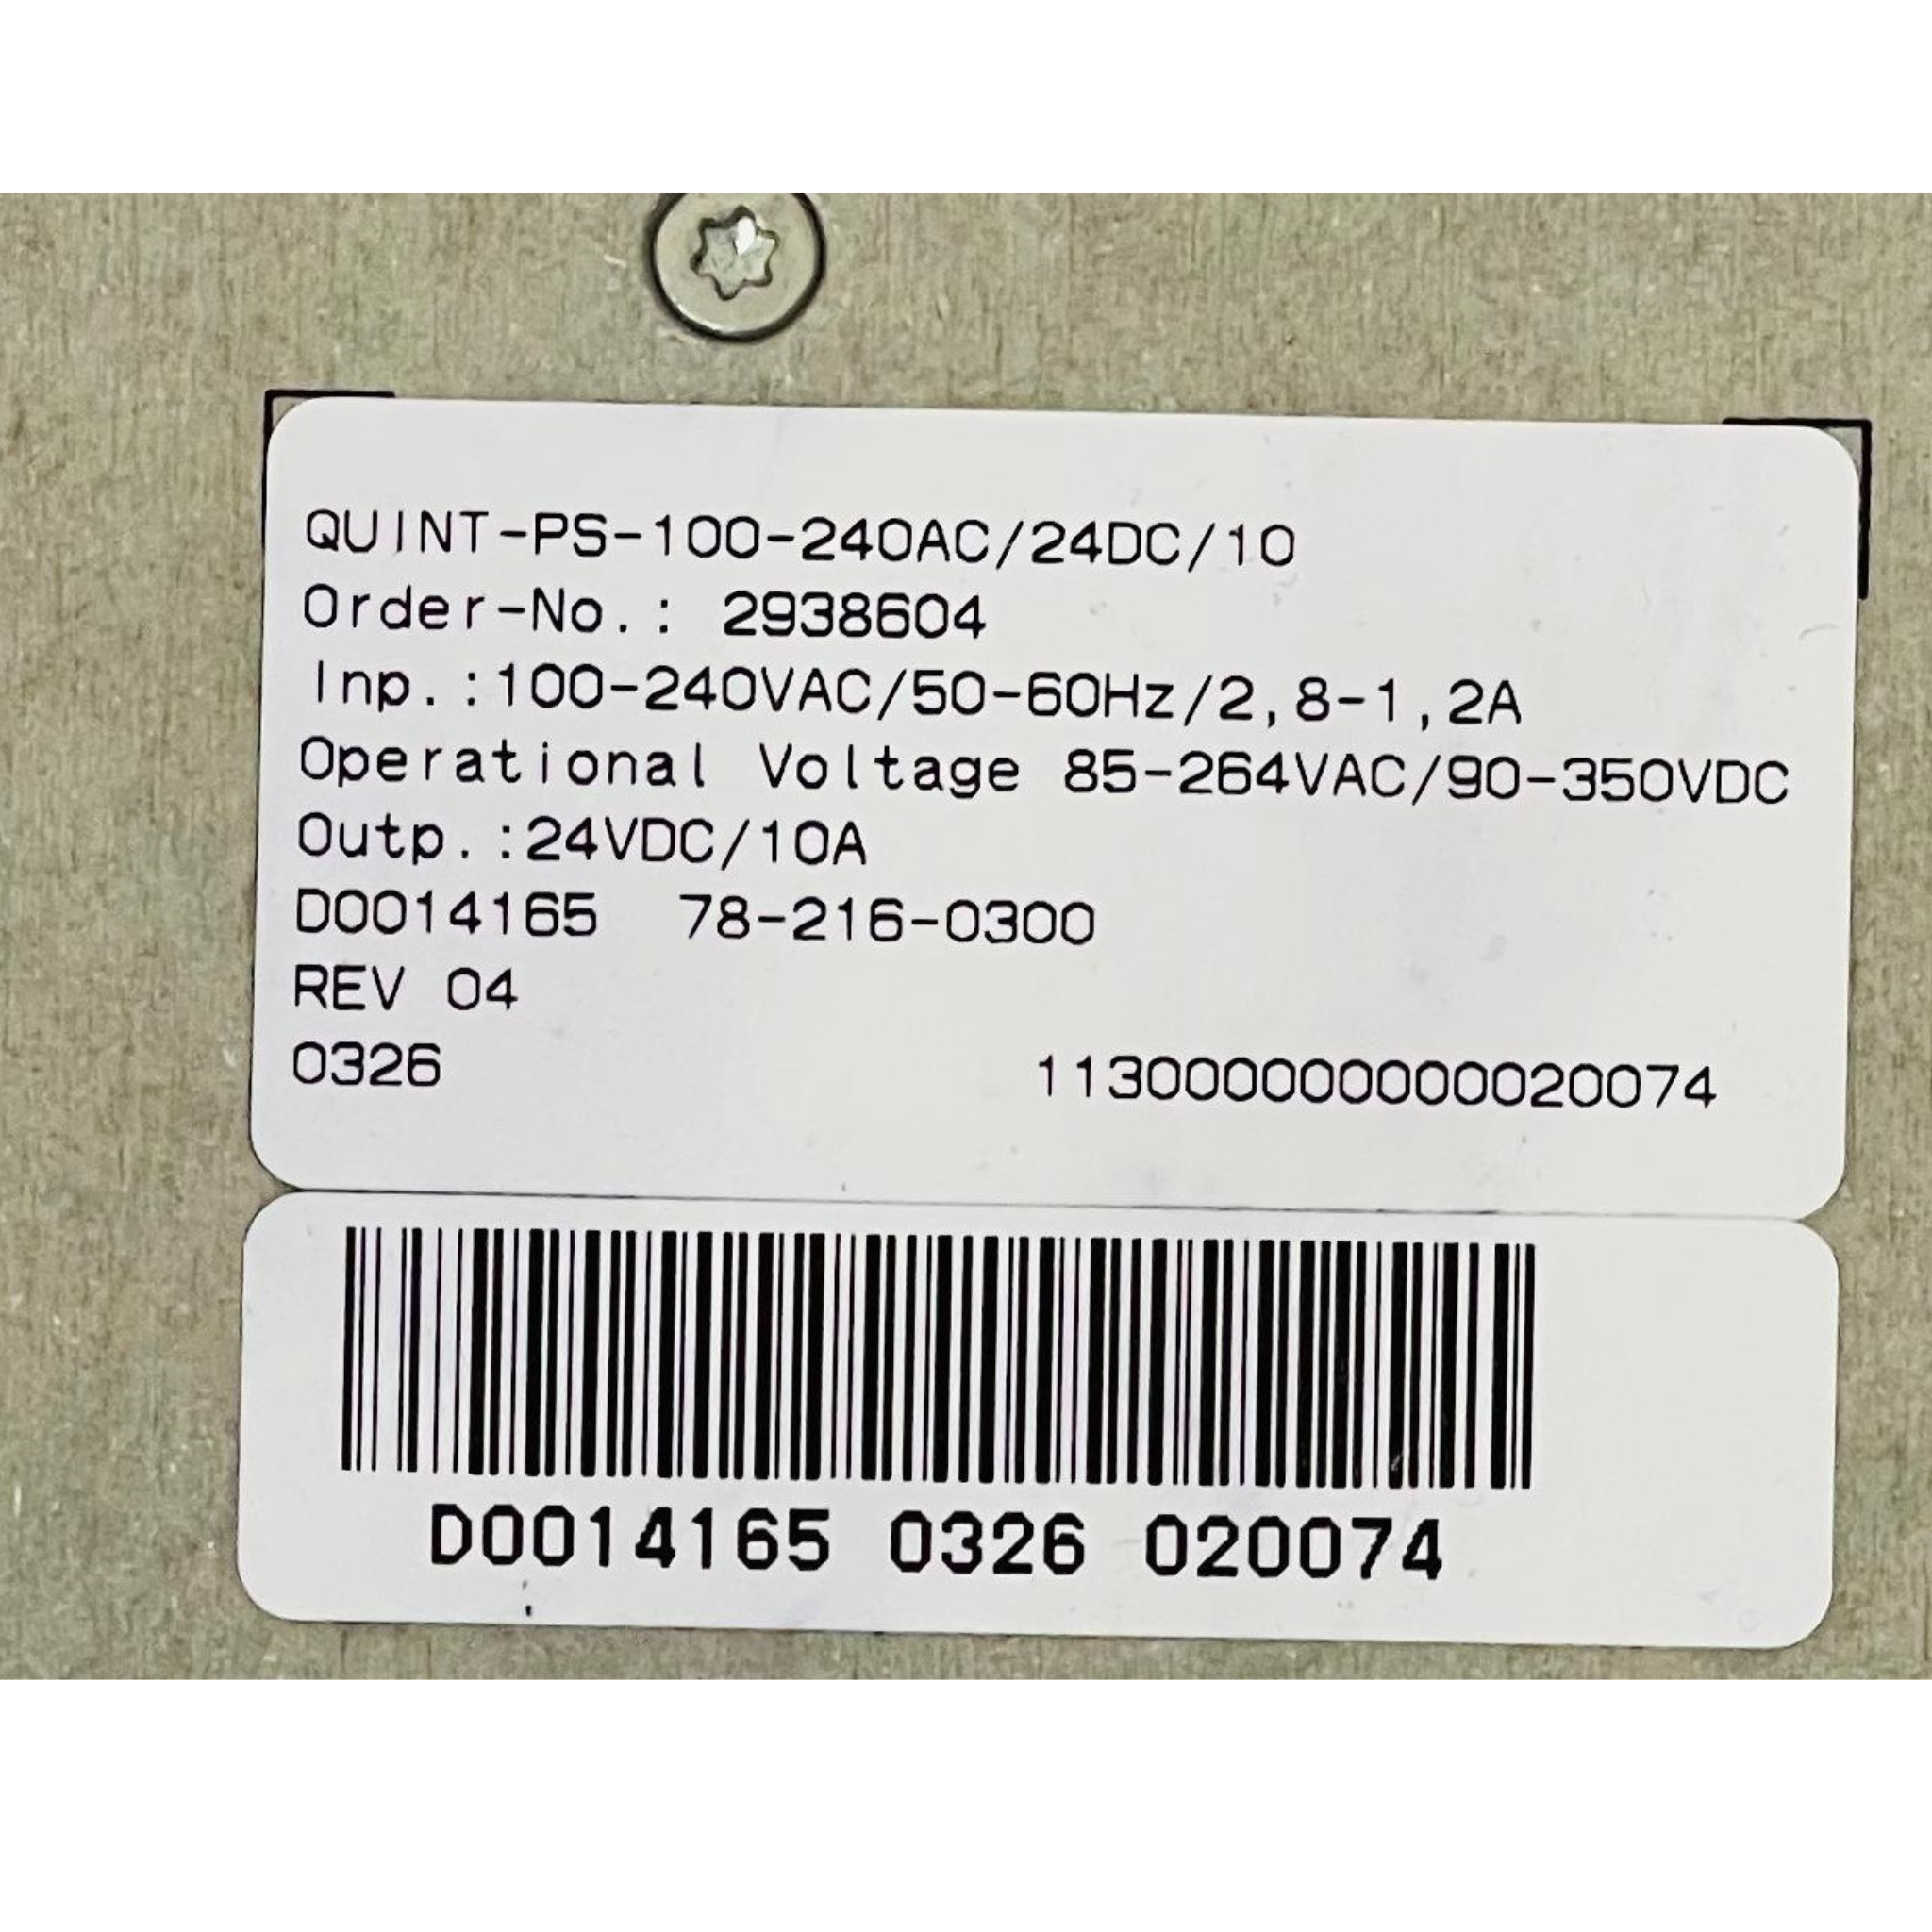 QUINT-PS-100-240AC/24DC/10
Order-No.: 2938604
Inp.:100-240VAC/50-60Hz/2,8-1,2A
Operational Voltage 85-264VAC/90-350VDC
Outp.:24VDC/10A
D0014165 78-216-0300
REV 04
0326 113000000000020074
D0014165 0326 020074